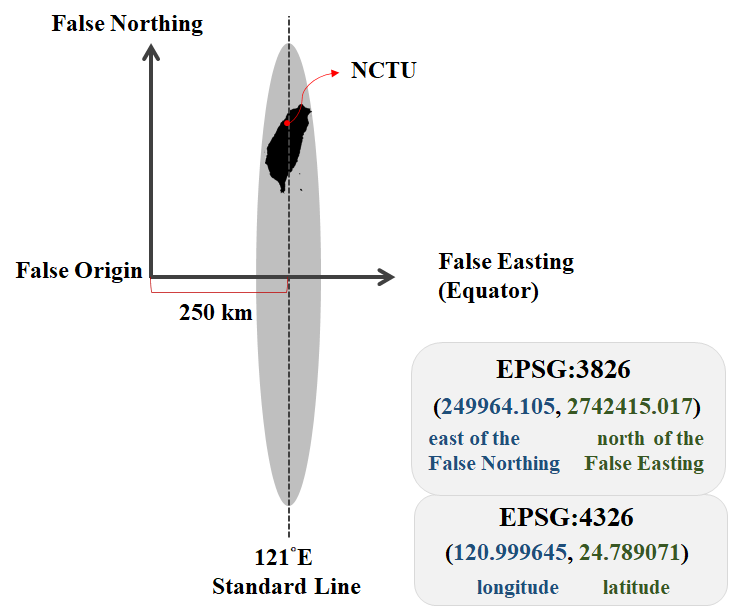 False Northing
NCTU
False Origin
False Easting
(Equator)
250 km
EPSG:3826
(249964.105, 2742415.017)
east of the north of the
False Northing False Easting
EPSG:4326
(120.999645, 24.789071)
longitude latitude
121°E
Standard Line